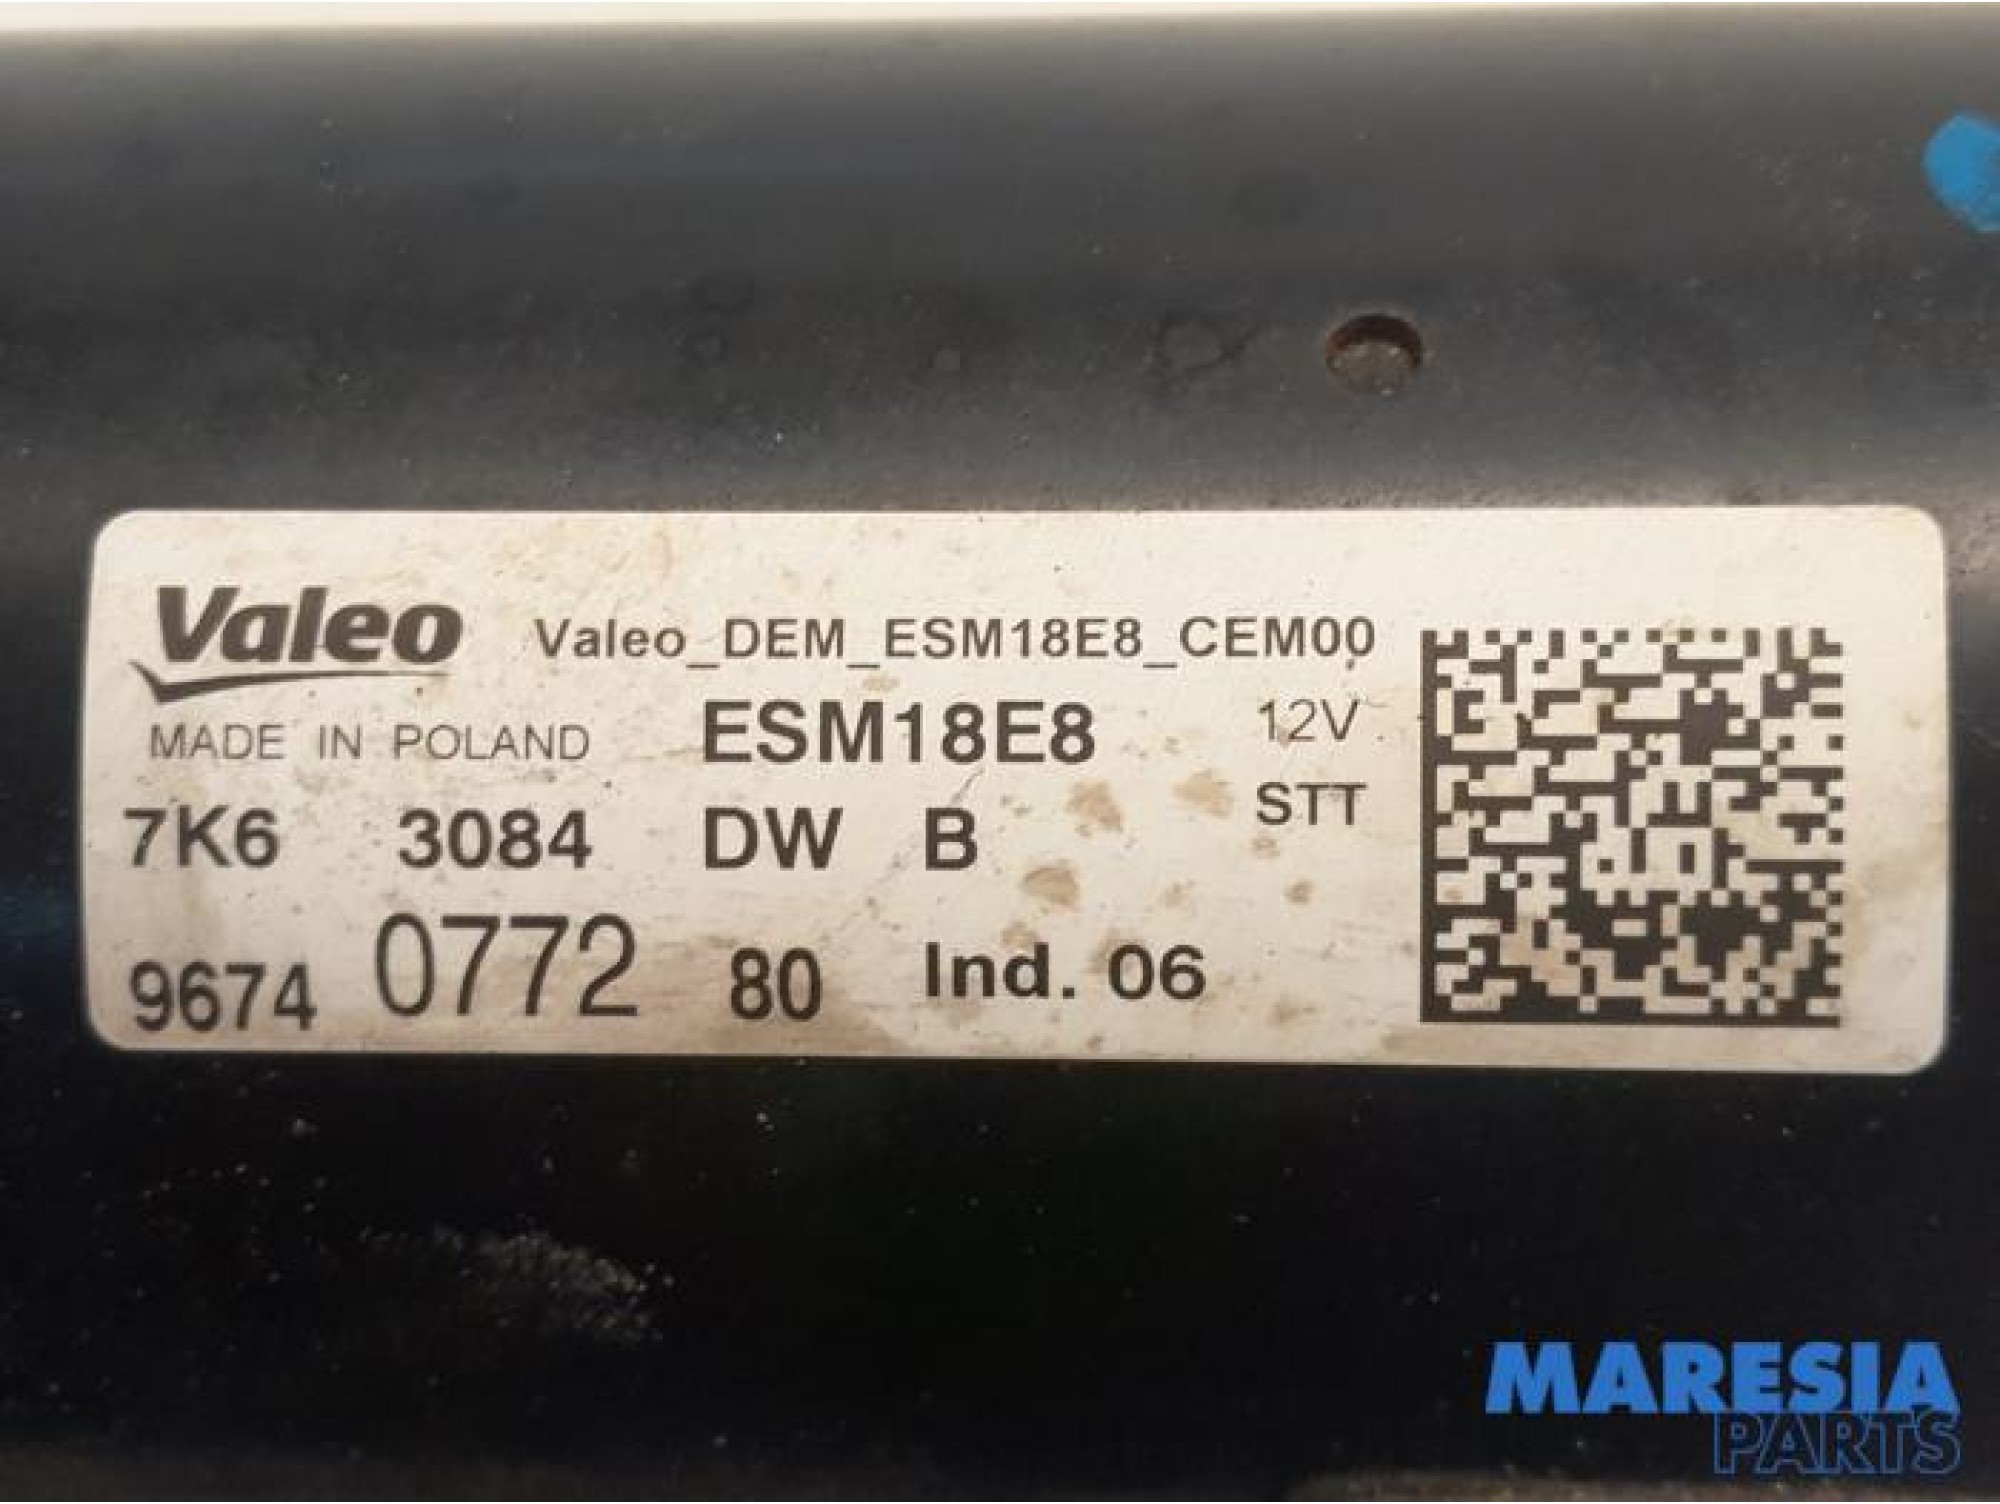 Valeo Valeo_DEM_ESM18E8_CEM00
MADE IN POLAND ESM18E8 12V
7K6 3084 DW B STT
9674 0772 80 Ind. 06
MARESIA
PARTS